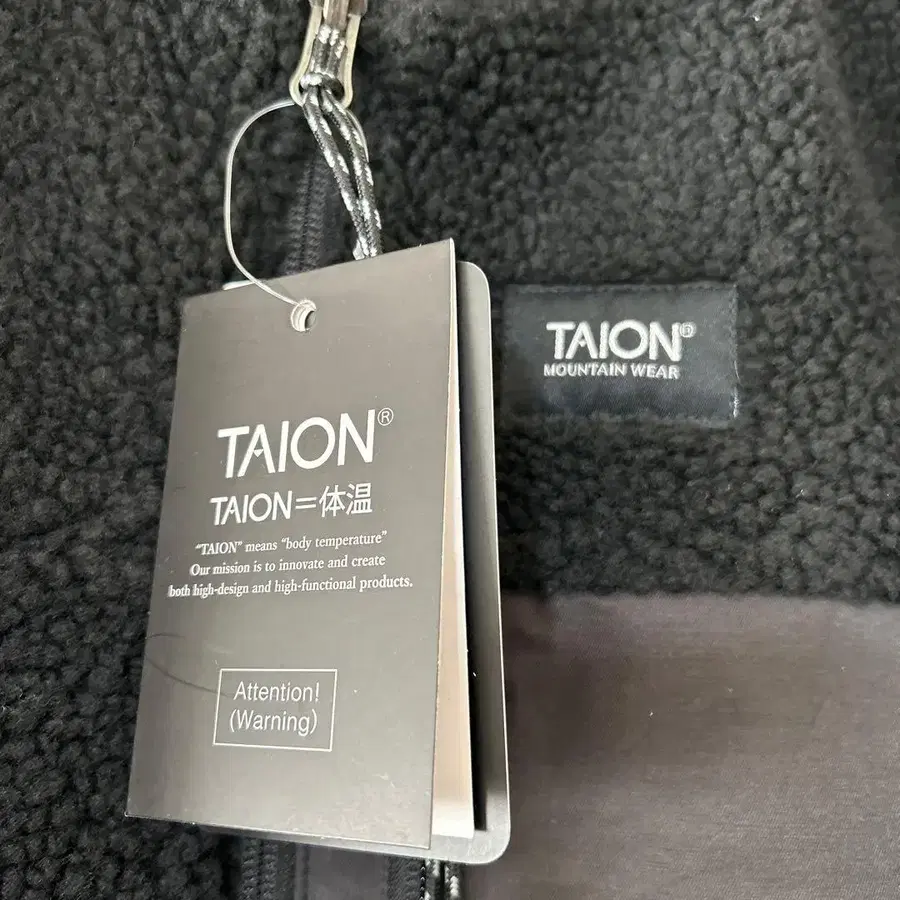 TAION®
TAION=体温
"TAION" means "body temperature"
Our mission is to innovate and create
both high-design and high-functional products.
Attention!
(Warning)
TAION®
MOUNTAIN WEAR